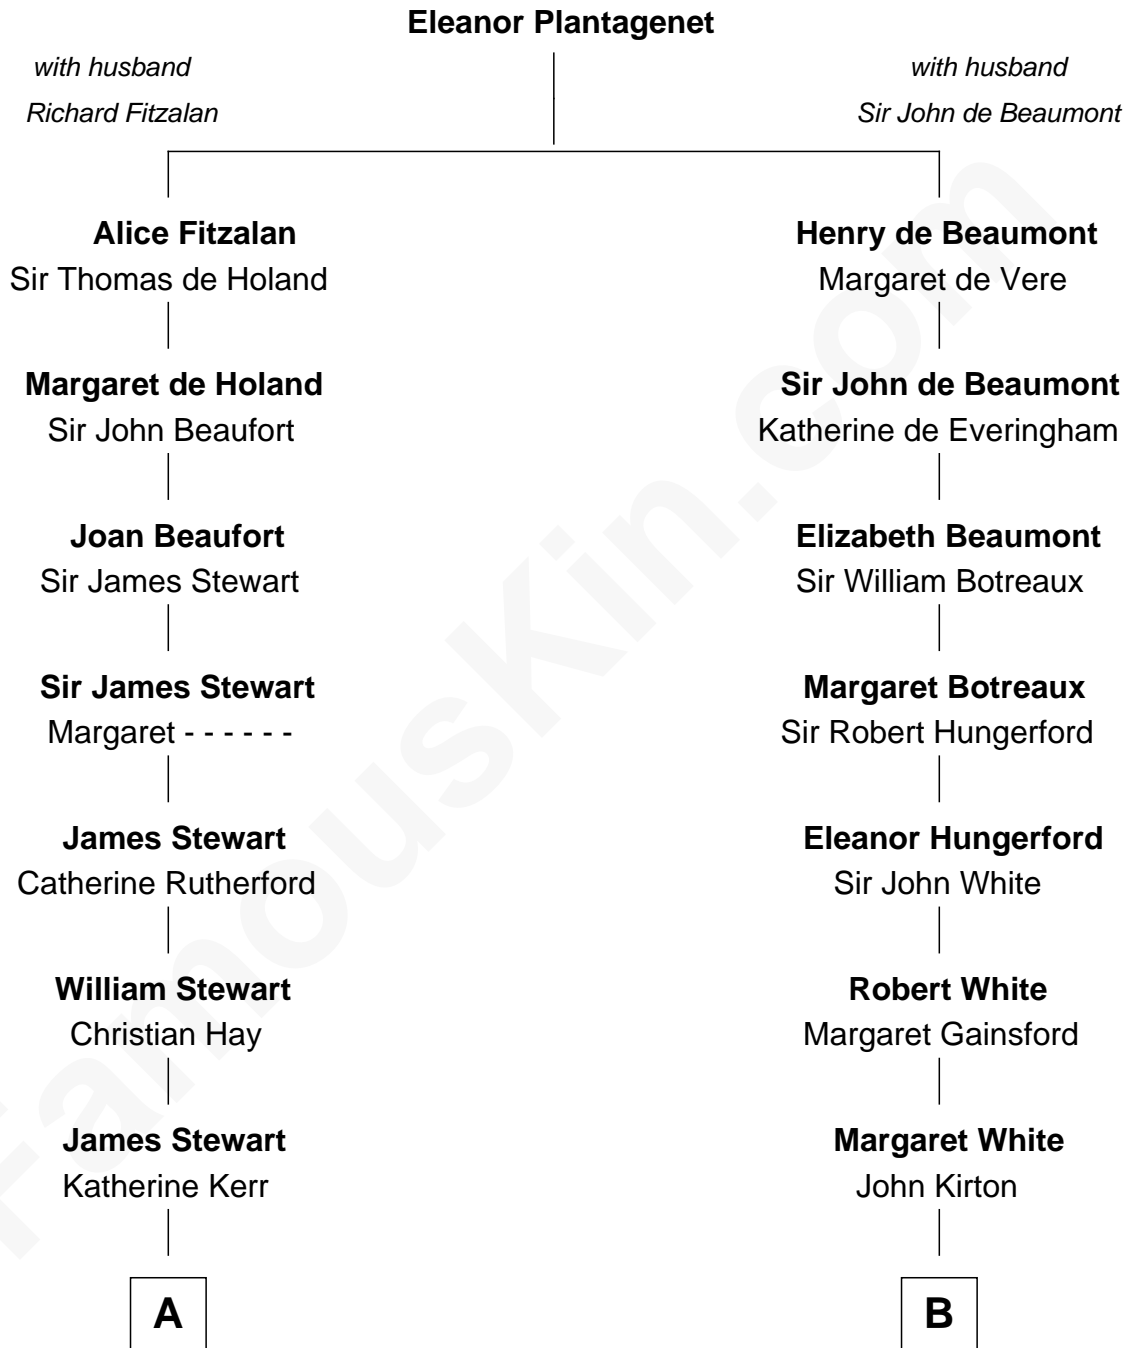 Eleanor Plantagenet
with husband
Richard Fitzalan
with husband
Sir John de Beaumont
Alice Fitzalan
Sir Thomas de Holand
Henry de Beaumont
Margaret de Vere
Margaret de Holand
Sir John Beaufort
Sir John de Beaumont
Katherine de Everingham
Joan Beaufort
Sir James Stewart
Elizabeth Beaumont
Sir William Botreaux
Sir James Stewart
Margaret - - - - - -
Margaret Botreaux
Sir Robert Hungerford
James Stewart
Catherine Rutherford
Eleanor Hungerford
Sir John White
William Stewart
Christian Hay
Robert White
Margaret Gainsford
James Stewart
Katherine Kerr
Margaret White
John Kirton
A
B
FamousKin.com